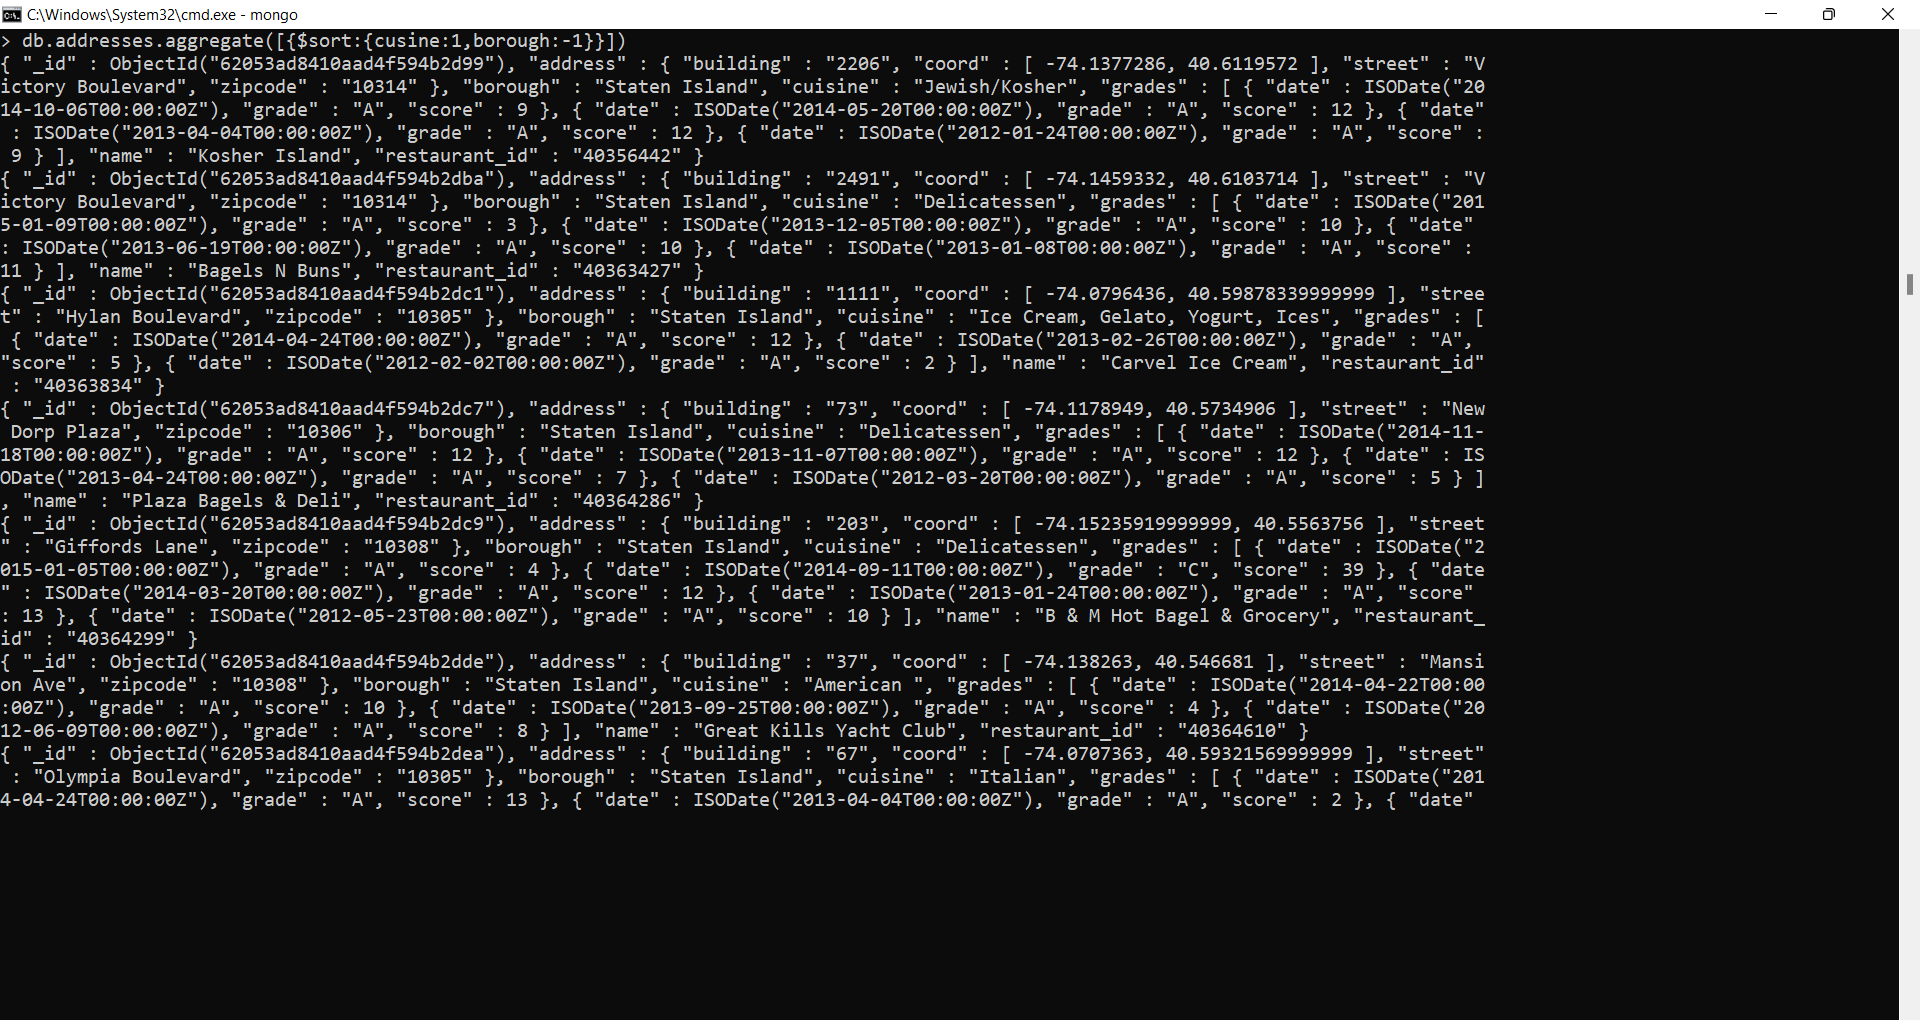 C:\Windows\System32\cmd.exe - mongo
> db.addresses.aggregate([{$sort:{cusine:1,borough:-1}}])
{ "_id" : ObjectId("62053ad8410aad4f594b2d99"), "address" : { "building" : "2206", "coord" : [ -74.1377286, 40.6119572 ], "street" : "V
ictory Boulevard", "zipcode" : "10314" }, "borough" : "Staten Island", "cuisine" : "Jewish/Kosher", "grades" : [ { "date" : ISODate("20
14-10-06T00:00:00Z"), "grade" : "A", "score" : 9 }, { "date" : ISODate("2014-05-20T00:00:00Z"), "grade" : "A", "score" : 12 }, { "date"
 : ISODate("2013-04-04T00:00:00Z"), "grade" : "A", "score" : 12 }, { "date" : ISODate("2012-01-24T00:00:00Z"), "grade" : "A", "score" :
 9 } ], "name" : "Kosher Island", "restaurant_id" : "40356442" }
{ "_id" : ObjectId("62053ad8410aad4f594b2dba"), "address" : { "building" : "2491", "coord" : [ -74.1459332, 40.6103714 ], "street" : "V
ictory Boulevard", "zipcode" : "10314" }, "borough" : "Staten Island", "cuisine" : "Delicatessen", "grades" : [ { "date" : ISODate("201
5-01-09T00:00:00Z"), "grade" : "A", "score" : 3 }, { "date" : ISODate("2013-12-05T00:00:00Z"), "grade" : "A", "score" : 10 }, { "date"
: ISODate("2013-06-19T00:00:00Z"), "grade" : "A", "score" : 10 }, { "date" : ISODate("2013-01-08T00:00:00Z"), "grade" : "A", "score" :
11 } ], "name" : "Bagels N Buns", "restaurant_id" : "40363427" }
{ "_id" : ObjectId("62053ad8410aad4f594b2dc1"), "address" : { "building" : "1111", "coord" : [ -74.0796436, 40.59878339999999 ], "stree
t" : "Hylan Boulevard", "zipcode" : "10305" }, "borough" : "Staten Island", "cuisine" : "Ice Cream, Gelato, Yogurt, Ices", "grades" : [
 { "date" : ISODate("2014-04-24T00:00:00Z"), "grade" : "A", "score" : 12 }, { "date" : ISODate("2013-02-26T00:00:00Z"), "grade" : "A",
"score" : 5 }, { "date" : ISODate("2012-02-02T00:00:00Z"), "grade" : "A", "score" : 2 } ], "name" : "Carvel Ice Cream", "restaurant_id"
 : "40363834" }
{ "_id" : ObjectId("62053ad8410aad4f594b2dc7"), "address" : { "building" : "73", "coord" : [ -74.1178949, 40.5734906 ], "street" : "New
 Dorp Plaza", "zipcode" : "10306" }, "borough" : "Staten Island", "cuisine" : "Delicatessen", "grades" : [ { "date" : ISODate("2014-11-
18T00:00:00Z"), "grade" : "A", "score" : 12 }, { "date" : ISODate("2013-11-07T00:00:00Z"), "grade" : "A", "score" : 12 }, { "date" : IS
ODate("2013-04-24T00:00:00Z"), "grade" : "A", "score" : 7 }, { "date" : ISODate("2012-03-20T00:00:00Z"), "grade" : "A", "score" : 5 } ]
, "name" : "Plaza Bagels & Deli", "restaurant_id" : "40364286" }
{ "_id" : ObjectId("62053ad8410aad4f594b2dc9"), "address" : { "building" : "203", "coord" : [ -74.15235919999999, 40.5563756 ], "street
" : "Giffords Lane", "zipcode" : "10308" }, "borough" : "Staten Island", "cuisine" : "Delicatessen", "grades" : [ { "date" : ISODate("2
015-01-05T00:00:00Z"), "grade" : "A", "score" : 4 }, { "date" : ISODate("2014-09-11T00:00:00Z"), "grade" : "C", "score" : 39 }, { "date
" : ISODate("2014-03-20T00:00:00Z"), "grade" : "A", "score" : 12 }, { "date" : ISODate("2013-01-24T00:00:00Z"), "grade" : "A", "score"
: 13 }, { "date" : ISODate("2012-05-23T00:00:00Z"), "grade" : "A", "score" : 10 } ], "name" : "B & M Hot Bagel & Grocery", "restaurant_
id" : "40364299" }
{ "_id" : ObjectId("62053ad8410aad4f594b2dde"), "address" : { "building" : "37", "coord" : [ -74.138263, 40.546681 ], "street" : "Mansi
on Ave", "zipcode" : "10308" }, "borough" : "Staten Island", "cuisine" : "American ", "grades" : [ { "date" : ISODate("2014-04-22T00:00
:00Z"), "grade" : "A", "score" : 10 }, { "date" : ISODate("2013-09-25T00:00:00Z"), "grade" : "A", "score" : 4 }, { "date" : ISODate("20
12-06-09T00:00:00Z"), "grade" : "A", "score" : 8 } ], "name" : "Great Kills Yacht Club", "restaurant_id" : "40364610" }
{ "_id" : ObjectId("62053ad8410aad4f594b2dea"), "address" : { "building" : "67", "coord" : [ -74.0707363, 40.59321569999999 ], "street"
 : "Olympia Boulevard", "zipcode" : "10305" }, "borough" : "Staten Island", "cuisine" : "Italian", "grades" : [ { "date" : ISODate("201
4-04-24T00:00:00Z"), "grade" : "A", "score" : 13 }, { "date" : ISODate("2013-04-04T00:00:00Z"), "grade" : "A", "score" : 2 }, { "date"